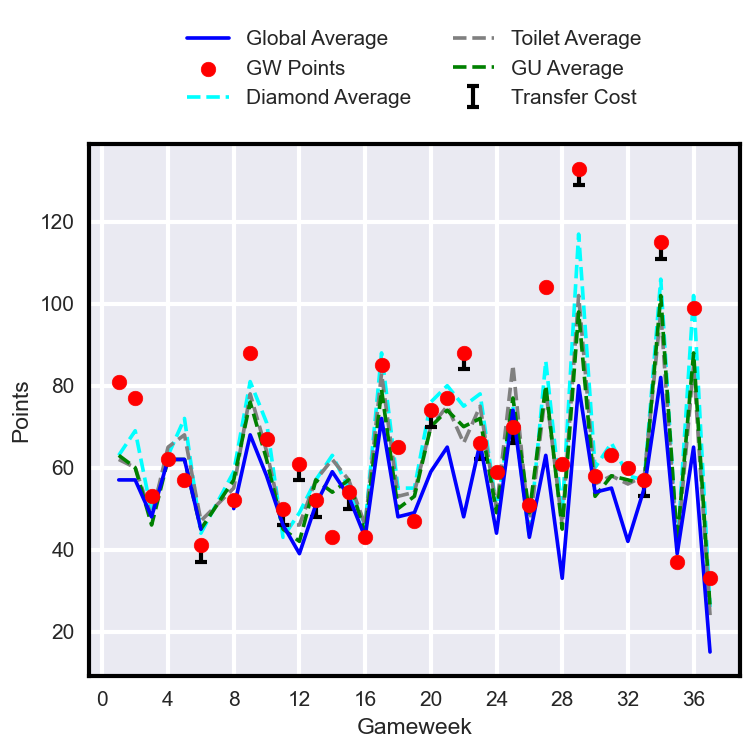 Global Average
GW Points
Diamond Average
Toilet Average
GU Average
Transfer Cost
Points
120
100
80
60
40
20
0 4 8 12 16 20 24 28 32 36
Gameweek